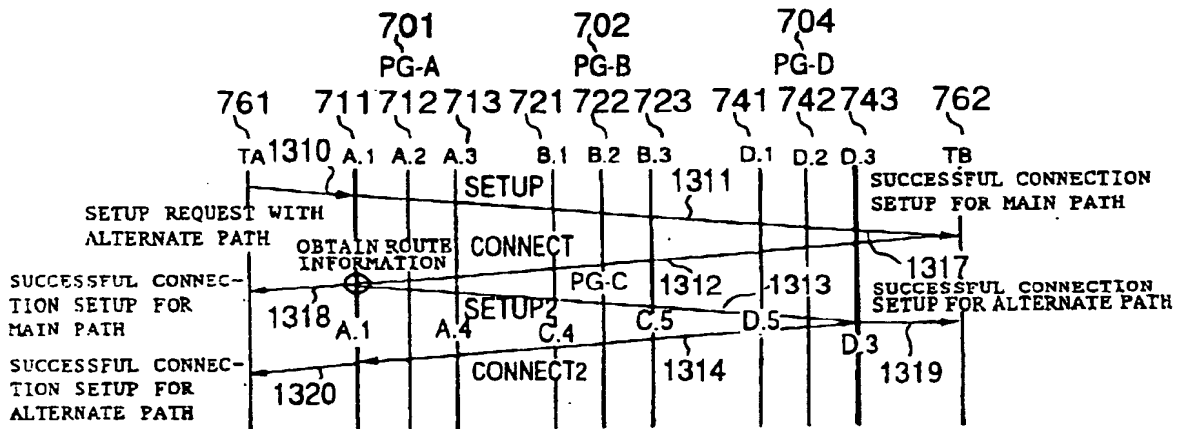 701 702 704
PG-A PG-B PG-D
761 711 712 713 721 722 723 741 742 743 762
TA 1310 A.1 A.2 A.3 B.1 B.2 B.3 D.1 D.2 D.3 TB
SETUP 1311 SUCCESSFUL CONNECTION
SETUP FOR MAIN PATH
SETUP REQUEST WITH
ALTERNATE PATH
OBTAIN ROUTE
INFORMATION
CONNECT
1317
SUCCESSFUL CONNEC-
TION SETUP FOR
MAIN PATH
1318
PG-C 1312 1313
SUCCESSFUL CONNECTION
SETUP FOR ALTERNATE PATH
SETUP2
A.1 A.4 C.4 C.5 D.5 D.3
SUCCESSFUL CONNEC-
TION SETUP FOR
ALTERNATE PATH
1320 CONNECT2 1314 1319